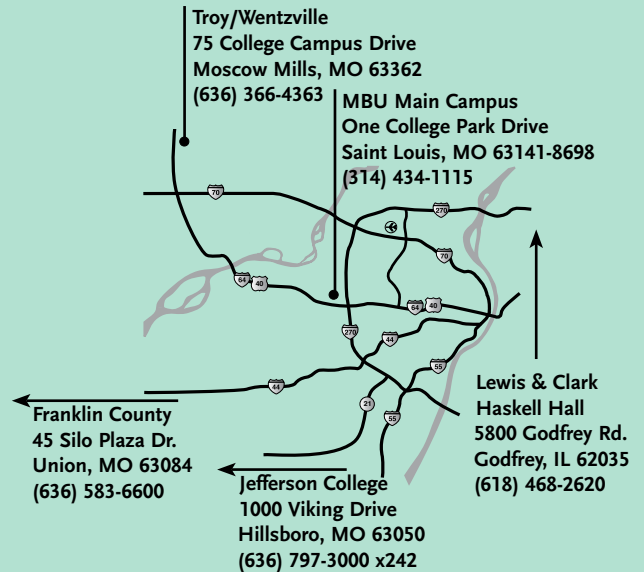 Troy/Wentzville
75 College Campus Drive
Moscow Mills, MO 63362
(636) 366-4363
MBU Main Campus
One College Park Drive
Saint Louis, MO 63141-8698
(314) 434-1115
70
270
70
64
40
64
40
270
44
44
55
21
55
Lewis & Clark
Haskell Hall
5800 Godfrey Rd.
Godfrey, IL 62035
(618) 468-2620
Franklin County
45 Silo Plaza Dr.
Union, MO 63084
(636) 583-6600
Jefferson College
1000 Viking Drive
Hillsboro, MO 63050
(636) 797-3000 x242